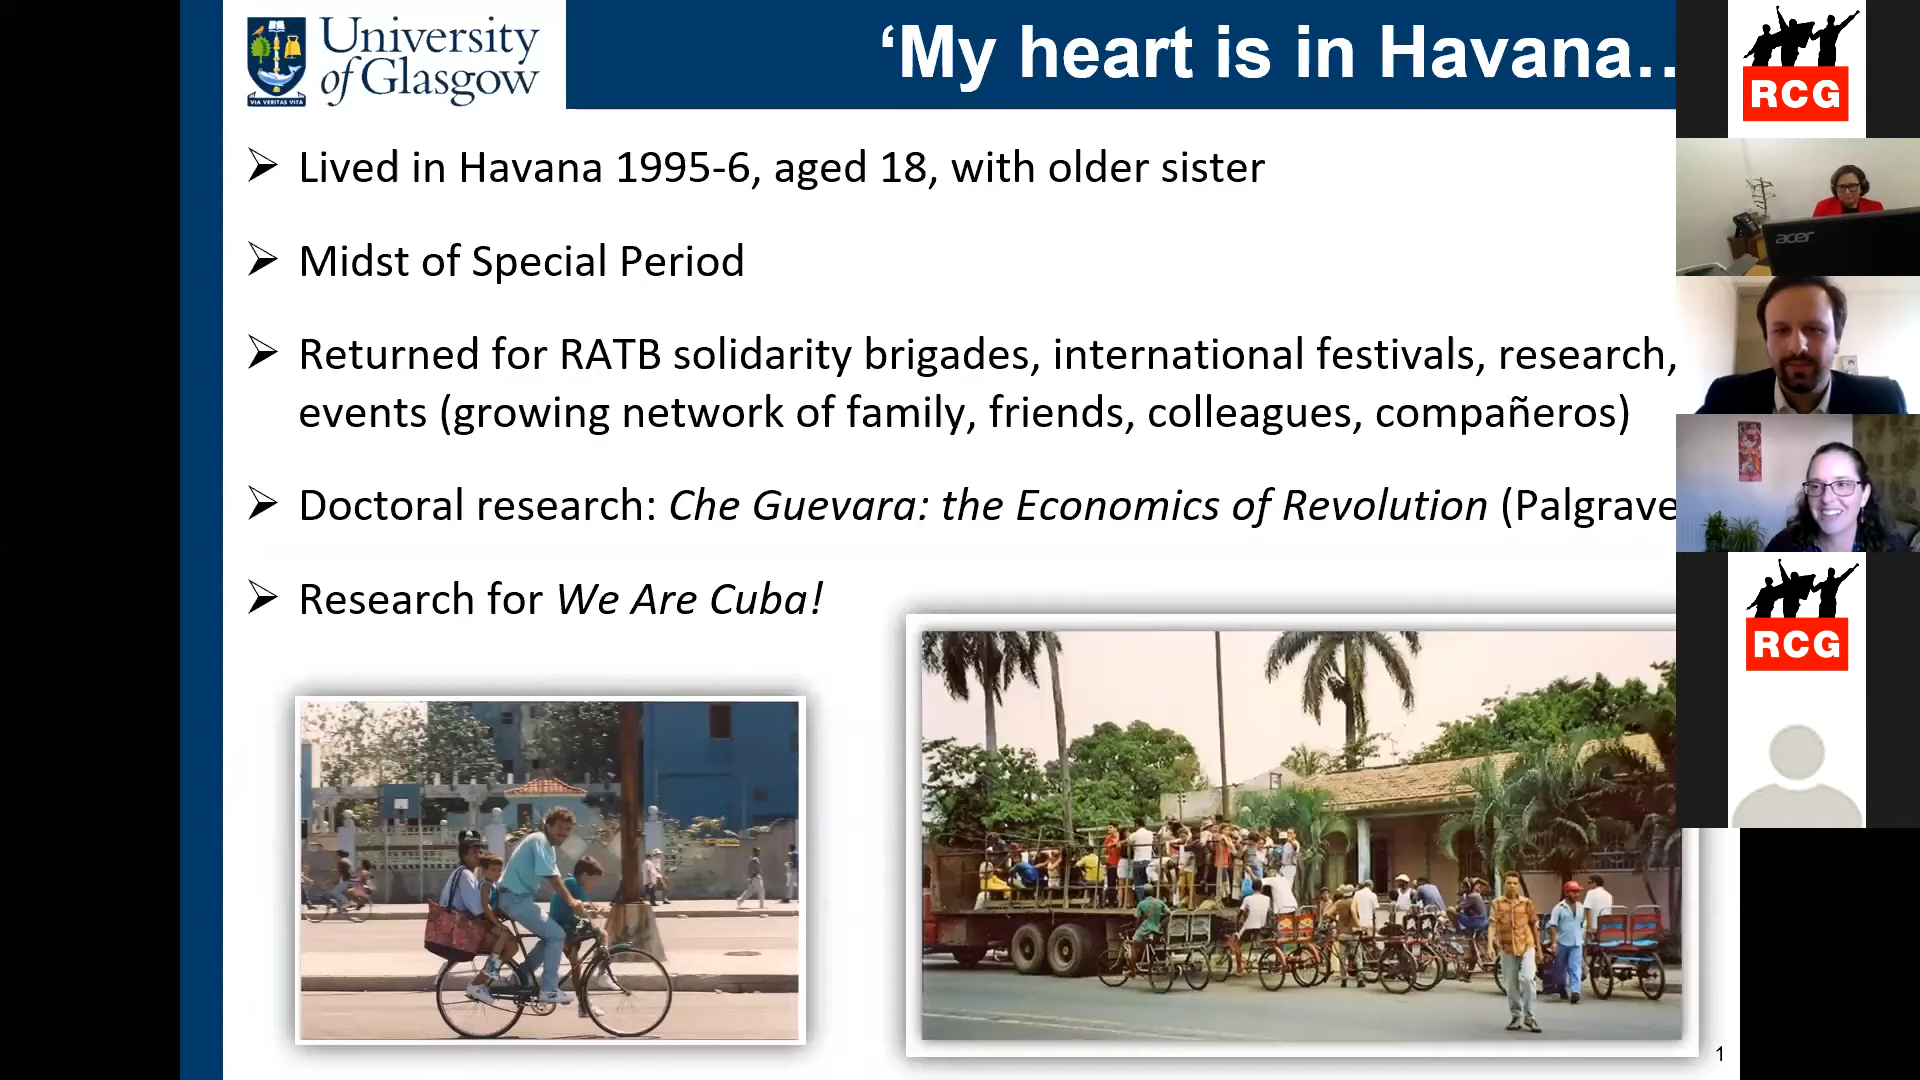 University
of Glasgow
VIA VERITAS VITA
‘My heart is in Havana..
Lived in Havana 1995-6, aged 18, with older sister
Midst of Special Period
Returned for RATB solidarity brigades, international festivals, research,
events (growing network of family, friends, colleagues, compañeros)
Doctoral research: Che Guevara: the Economics of Revolution (Palgrave
Research for We Are Cuba!
1
RCG
acer
RCG